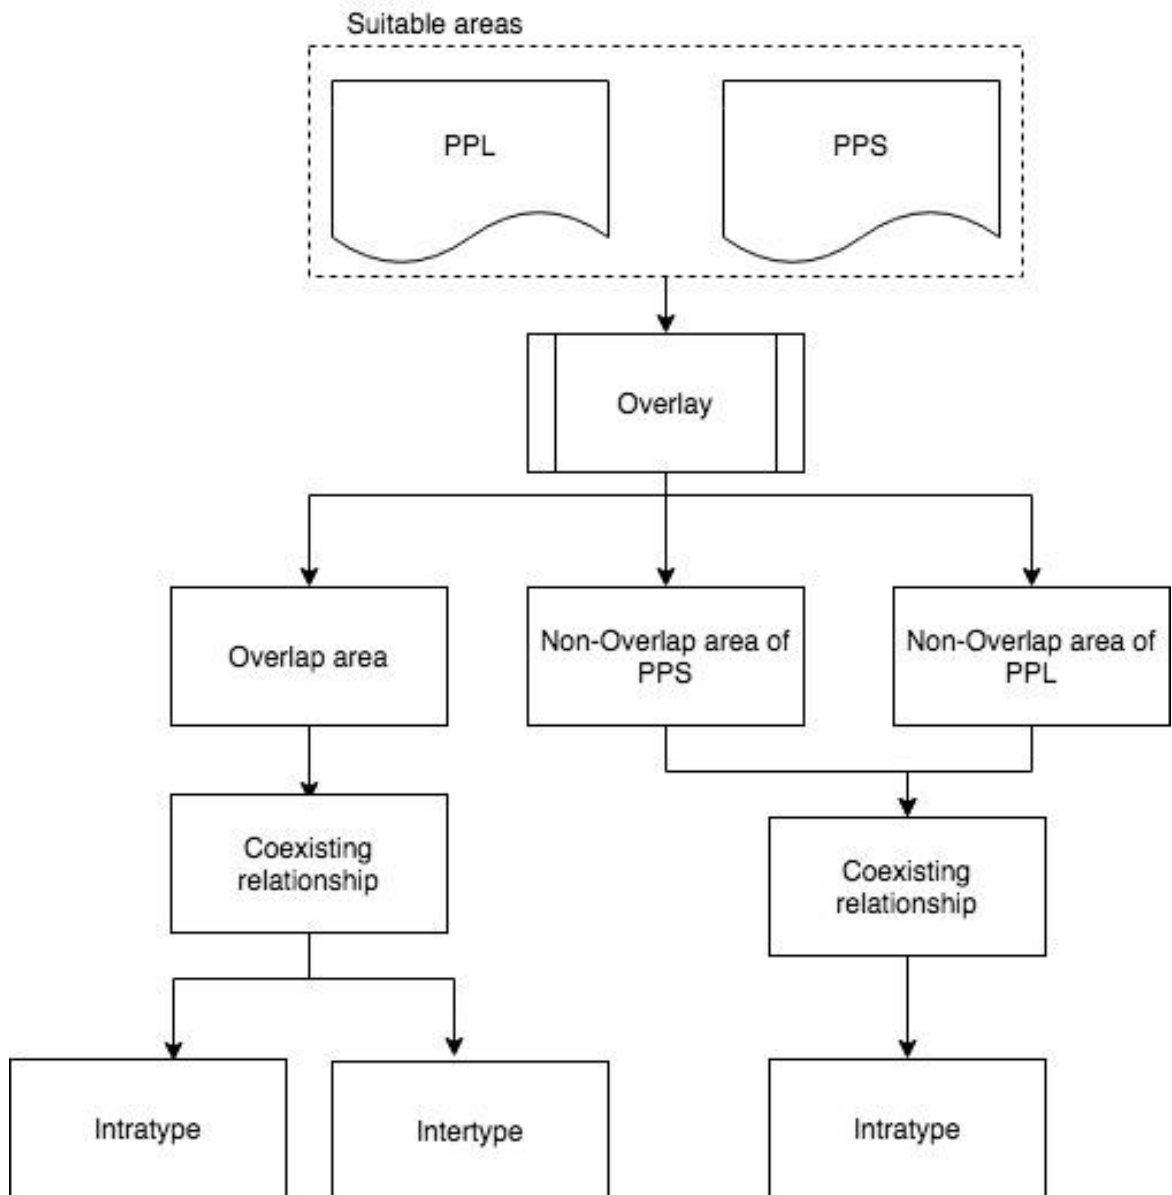 Suitable areas
PPL
PPS
Overlay
Overlap area
Non-Overlap area of
PPS
Non-Overlap area of
PPL
Coexisting
relationship
Coexisting
relationship
Intratype
Intertype
Intratype